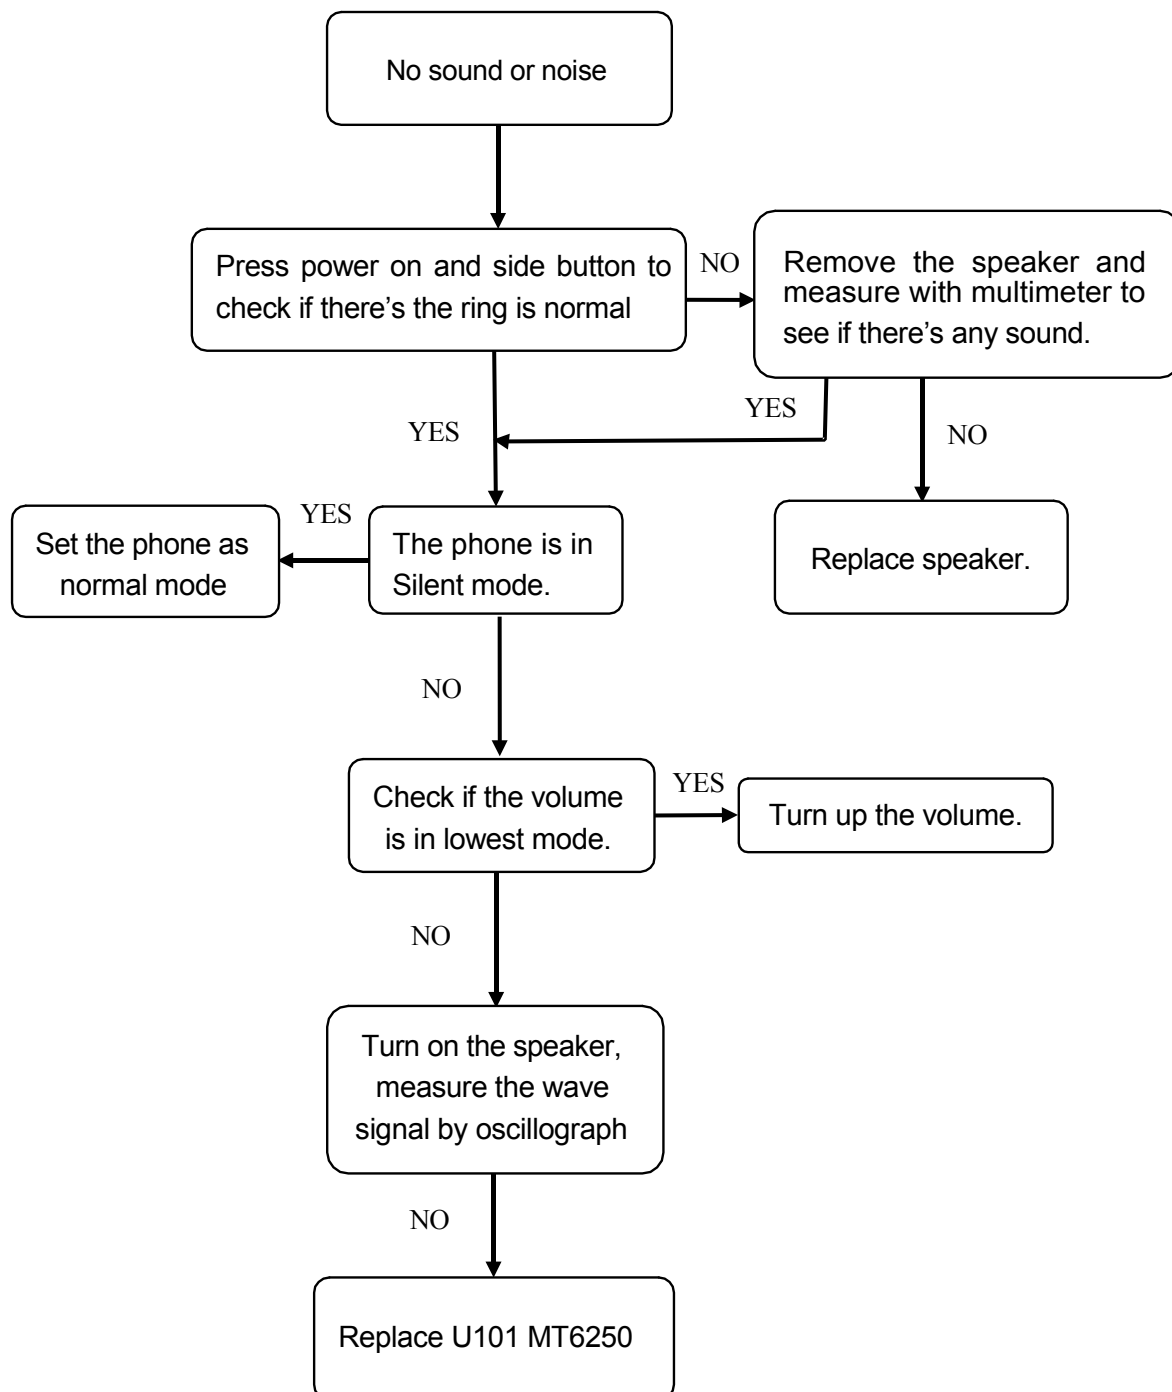 No sound or noise
Press power on and side button to
check if there’s the ring is normal
NO
Remove the speaker and
measure with multimeter to
see if there’s any sound.
YES
YES
NO
YES
Set the phone as
normal mode
The phone is in
Silent mode.
Replace speaker.
NO
Check if the volume
is in lowest mode.
YES
Turn up the volume.
NO
Turn on the speaker,
measure the wave
signal by oscillograph
NO
Replace U101 MT6250